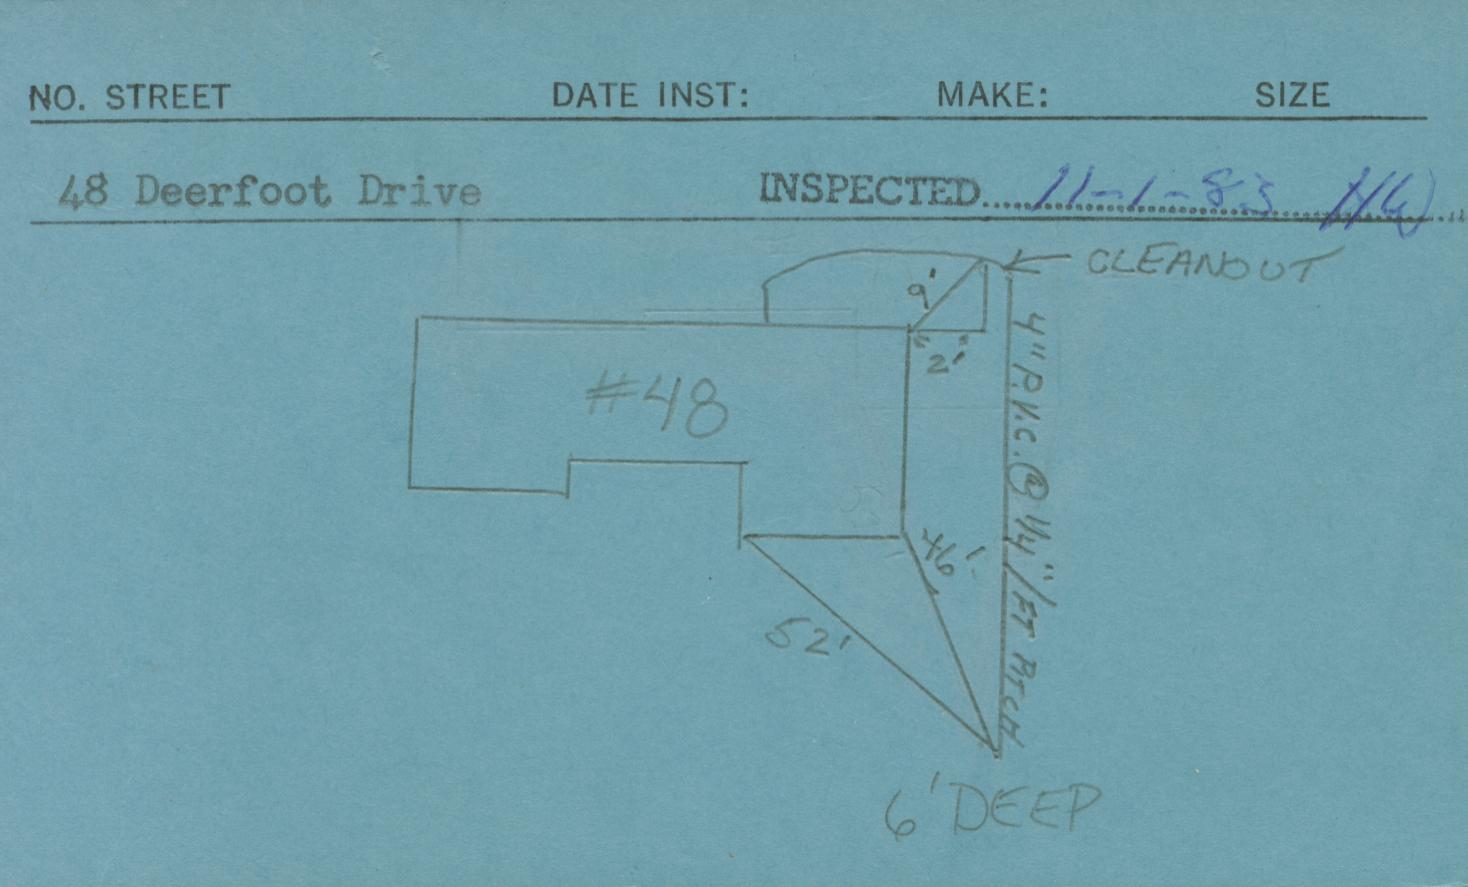 NO. STREET DATE INST: MAKE: SIZE
48 Deerfoot Drive INSPECTED 11-1-83
CLEANOUT
9'
2'
4" P.V.C. @ 1/4"/FT PITCH
#48
46'
52'
6' DEEP